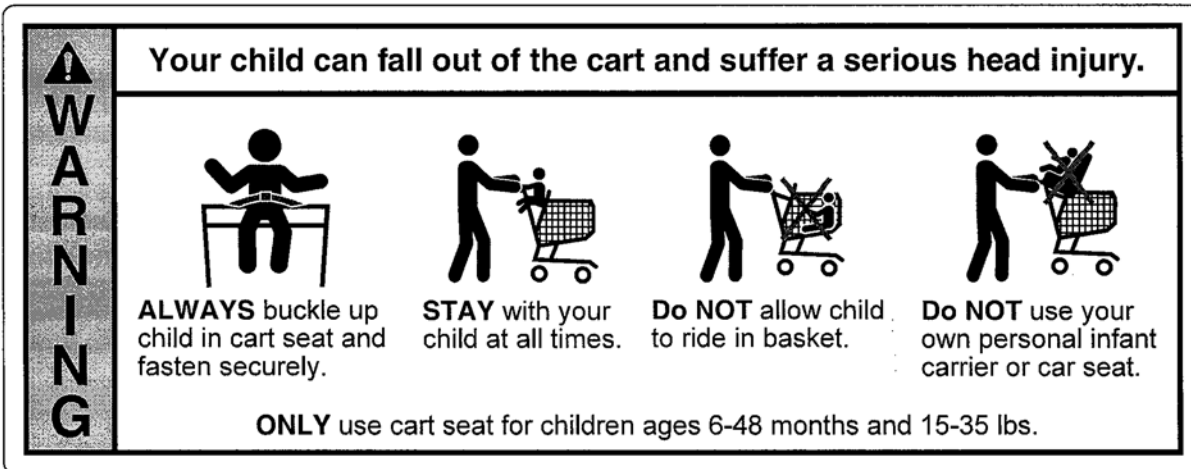 WARNING
Your child can fall out of the cart and suffer a serious head injury.
ALWAYS buckle up
child in cart seat and
fasten securely.
STAY with your
child at all times.
Do NOT allow child
to ride in basket.
Do NOT use your
own personal infant
carrier or car seat.
ONLY use cart seat for children ages 6-48 months and 15-35 lbs.